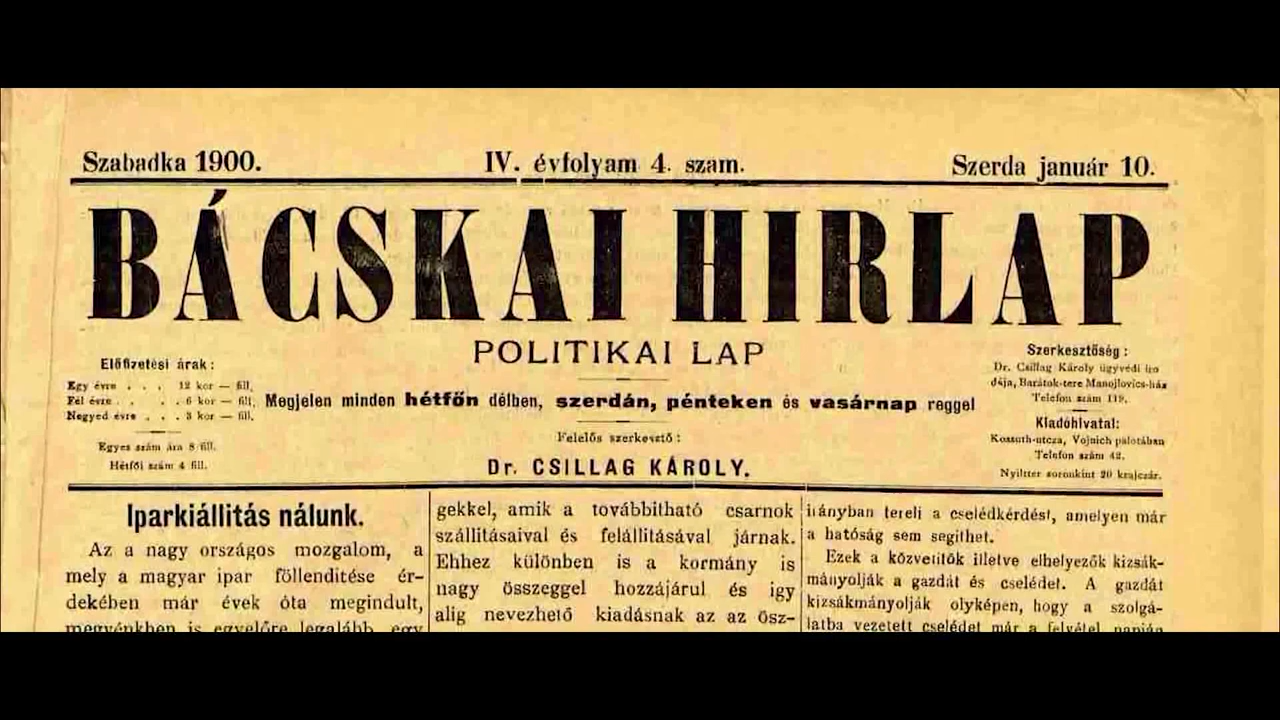 Szabadka 1900.
IV. évfolyam 4. szam.
Szerda január 10.
BÁCSKAI HIRLAP
POLITIKAI LAP
Előfizetési árak:
Egy évre . . . 12 kor — fill.
Fél évre . . . 6 kor — fill.
Negyed évre . . . 3 kor — fill.
Egyes szám ára 8 fill.
Hétfői szám 4 fill.
Megjelen minden hétfőn délben, szerdán, pénteken és vasárnap reggel
Felelős szerkesztő:
Dr. CSILLAG KÁROLY.
Szerkesztőség:
Dr. Csillag Károly ügyvédi iro
dája, Barátok-tere Manojlovics-ház
Telefon szám 119.
Kiadóhivatal:
Kossuth-utcza, Vojnich palotában
Telefon szám 42.
Nyilttér soronkint 20 krajczár.
Iparkiállitás nálunk.
Az a nagy országos mozgalom, a
mely a magyar ipar föllenditése ér-
dekében már évek óta megindult,
megyénkben is egyelőre legalább egy
gekkel, amik a továbbitható csarnok
szállitásaival és felállitásával járnak.
Ehhez különben is a kormány is
nagy összeggel hozzájárul és igy
alig nevezhető kiadásnak az az ösz-
irányban tereli a cselédkérdést, amelyen már
a hatóság sem segithet.
Ezek a közvetitők illetve elhelyezők kizsák-
mányolják a gazdát és cselédet. A gazdát
kizsákmányolják olyképen, hogy a szolgá-
latba vezetett cselédet már a felvétel napján